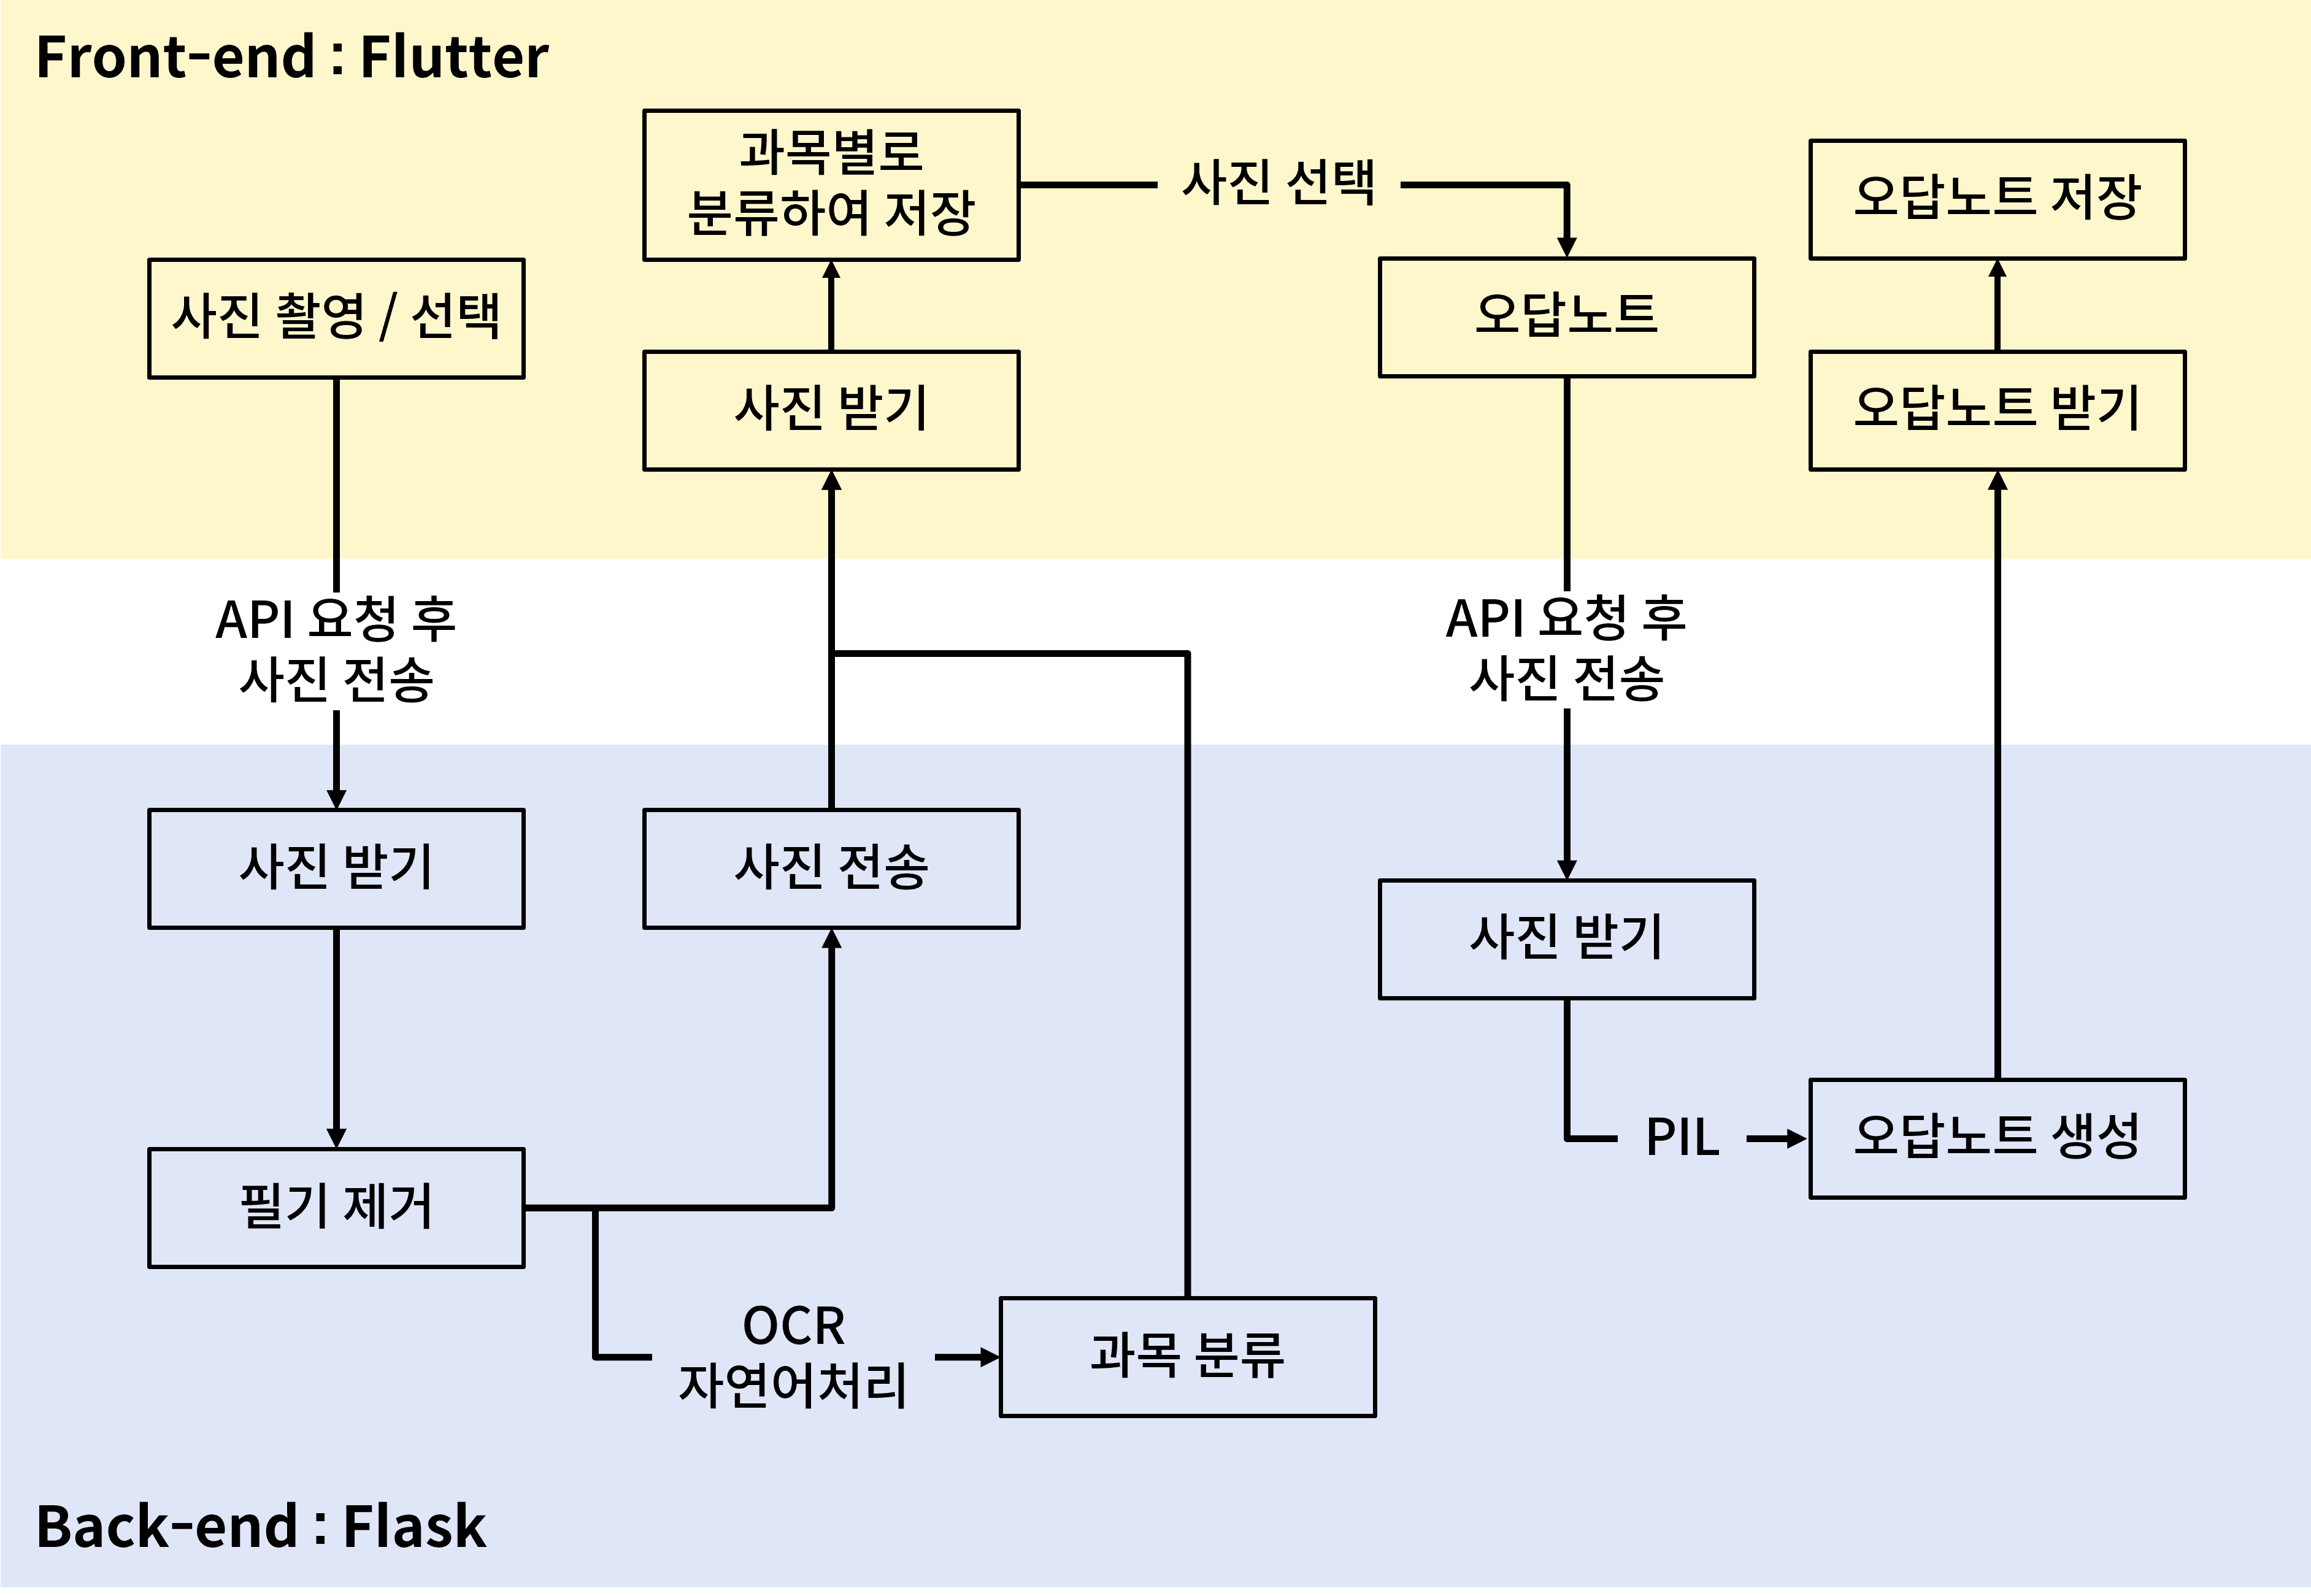 Front-end : Flutter
과목별로
분류하여 저장
사진 선택
오답노트 저장
사진 촬영 / 선택
오답노트
사진 받기
오답노트 받기
API 요청 후
사진 전송
API 요청 후
사진 전송
사진 받기
사진 전송
사진 받기
필기 제거
PIL
오답노트 생성
OCR
자연어처리
과목 분류
Back-end : Flask